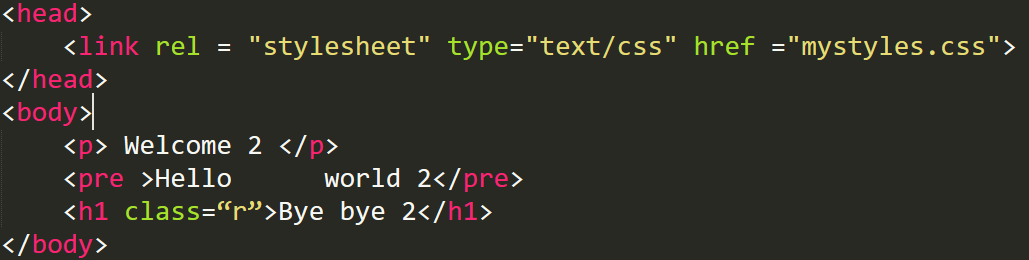 <head>
    <link rel = "stylesheet" type="text/css" href ="mystyles.css">
</head>
<body>
    <p> Welcome 2 </p>
    <pre >Hello      world 2</pre>
    <h1 class=“r”>Bye bye 2</h1>
</body>